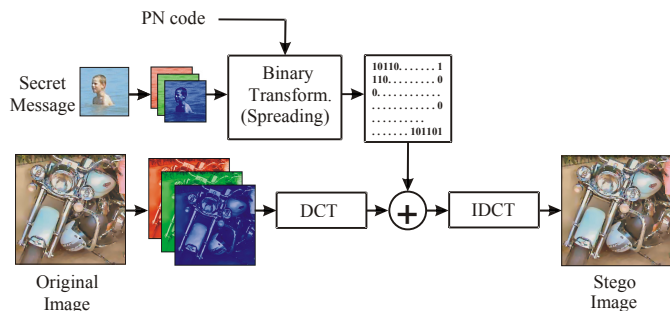 PN code
Secret
Message
Binary
Transform.
(Spreading)
10110. . . . . . . 1
110. . . . . . . . . 0
0. . . . . . . . . . . .
. . . . . . . . . . . . 0
. . . . . . . . . .
. . . . . . . 101101
DCT
+
IDCT
Original
Image
Stego
Image